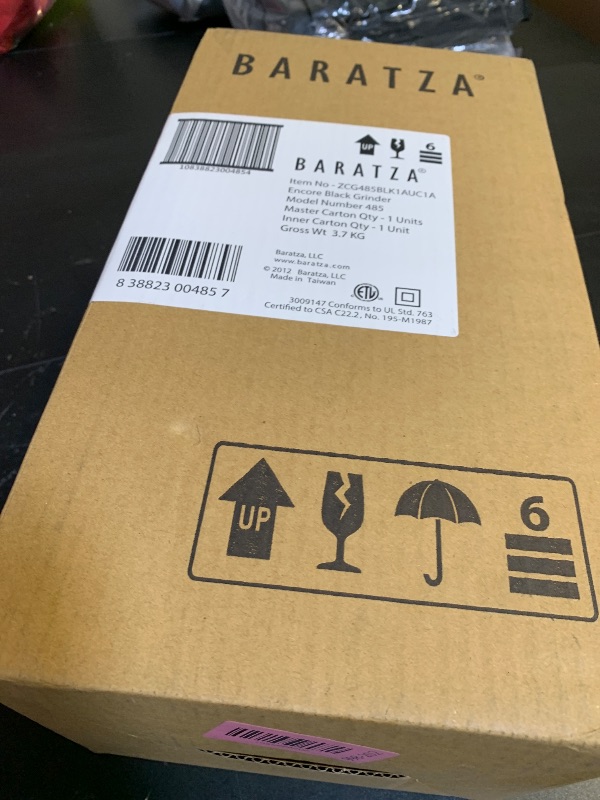 BARATZA®
10838823004854
UP
6
BARATZA®
Item No - ZCG485BLK1AUC1A
Encore Black Grinder
Model Number 485
Master Carton Qty - 1 Units
Inner Carton Qty - 1 Unit
Gross Wt 3.7 KG
Baratza, LLC
www.baratza.com
© 2012 Baratza, LLC
Made in Taiwan
8 38823 00485 7
ETL
3009147 Conforms to UL Std. 763
Certified to CSA C22.2, No. 195-M1987
UP
6